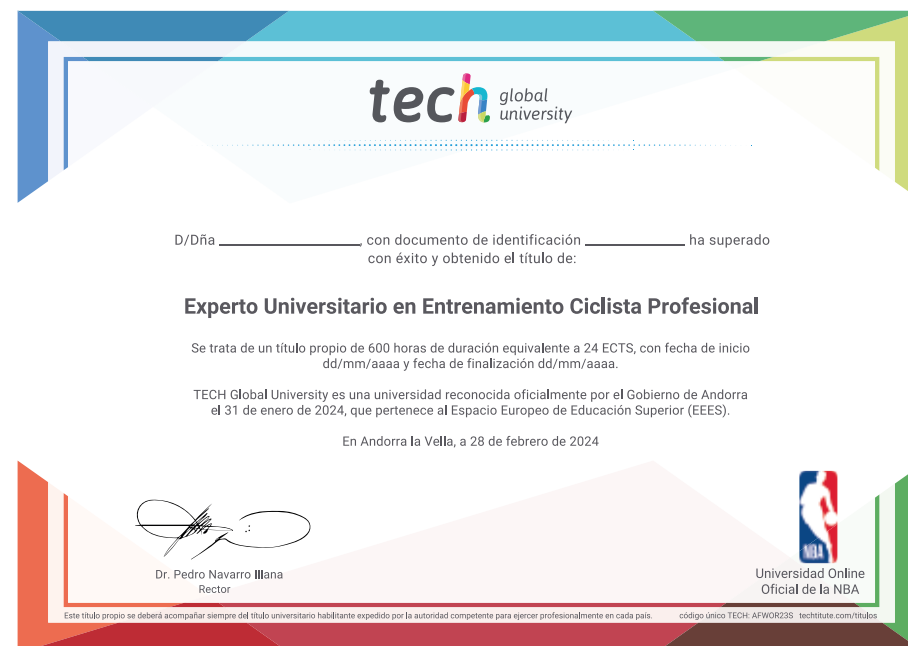 tech global university
D/Dña ____________________, con documento de identificación ______________ ha superado
con éxito y obtenido el título de:
Experto Universitario en Entrenamiento Ciclista Profesional
Se trata de un título propio de 600 horas de duración equivalente a 24 ECTS, con fecha de inicio
dd/mm/aaaa y fecha de finalización dd/mm/aaaa.
TECH Global University es una universidad reconocida oficialmente por el Gobierno de Andorra
el 31 de enero de 2024, que pertenece al Espacio Europeo de Educación Superior (EEES).
En Andorra la Vella, a 28 de febrero de 2024
Dr. Pedro Navarro Illana
Rector
NBA
Universidad Online
Oficial de la NBA
Este título propio se deberá acompañar siempre del título universitario habilitante expedido por la autoridad competente para ejercer profesionalmente en cada país. código único TECH: AFWOR23S techtitute.com/títulos